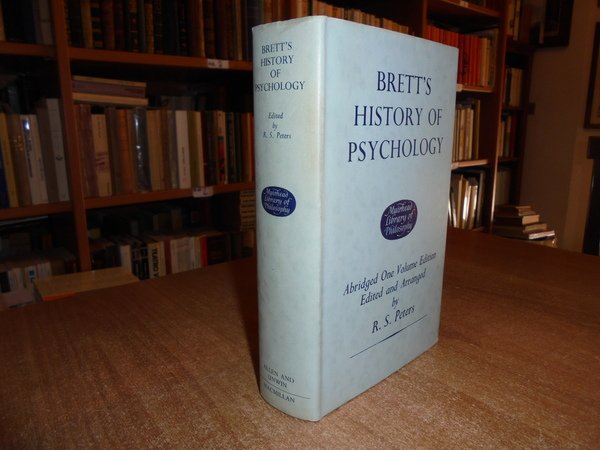 BRETT'S
HISTORY
OF
PSYCHOLOGY
Edited
by
R. S. Peters
Muirhead
Library of
Philosophy
ALLEN AND
UNWIN
MACMILLAN
BRETT'S
HISTORY OF
PSYCHOLOGY
Muirhead
Library of
Philosophy
Abridged One Volume Edition
Edited and Arranged
by
R. S. Peters